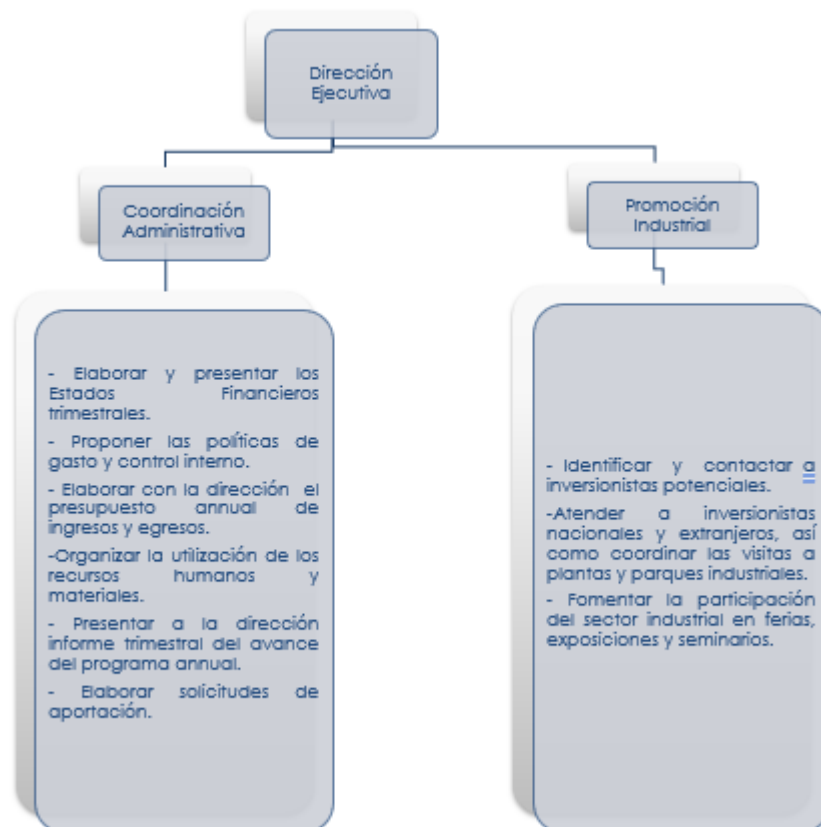 Dirección
Ejecutiva
Coordinación
Administrativa
Promoción
Industrial
- Elaborar y presentar los
Estados Financieros
trimestrales.
- Proponer las políticas de
gasto y control interno.
- Elaborar con la dirección el
presupuesto annual de
ingresos y egresos.
-Organizar la utilización de los
recursos humanos y
materiales.
- Presentar a la dirección
informe trimestral del avance
del programa annual.
- Elaborar solicitudes de
aportación.
- Identificar y contactar a
inversionistas potenciales.
-Atender a inversionistas
nacionales y extranjeros, así
como coordinar las visitas a
plantas y parques industriales.
- Fomentar la participación
del sector industrial en ferias,
exposiciones y seminarios.